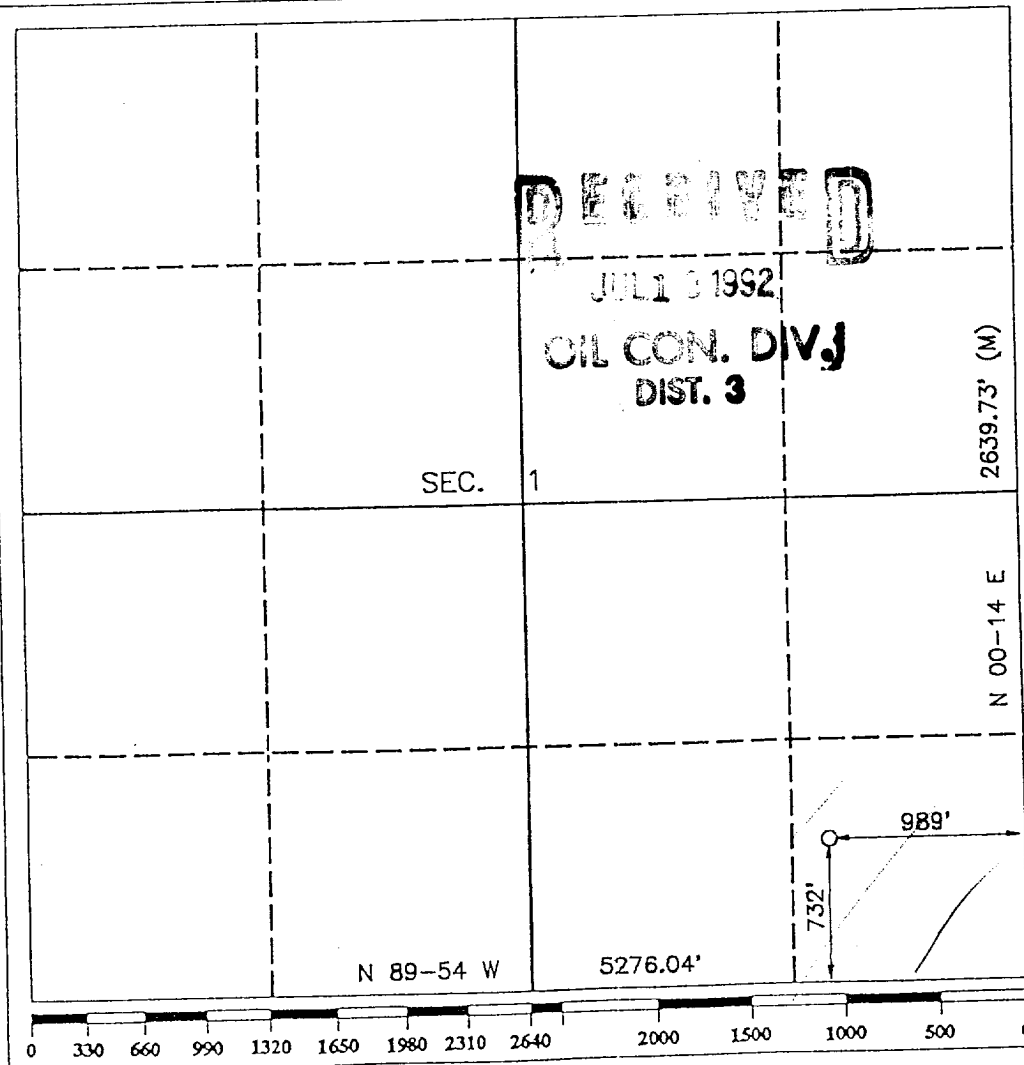 RECEIVED
JUL1 1992
OIL CON. DIV.
DIST. 3
2639.73' (M)
SEC. 1
N 00-14 E
989'
732'
N 89-54 W 5276.04'
0 330 660 990 1320 1650 1980 2310 2640 2000 1500 1000 500